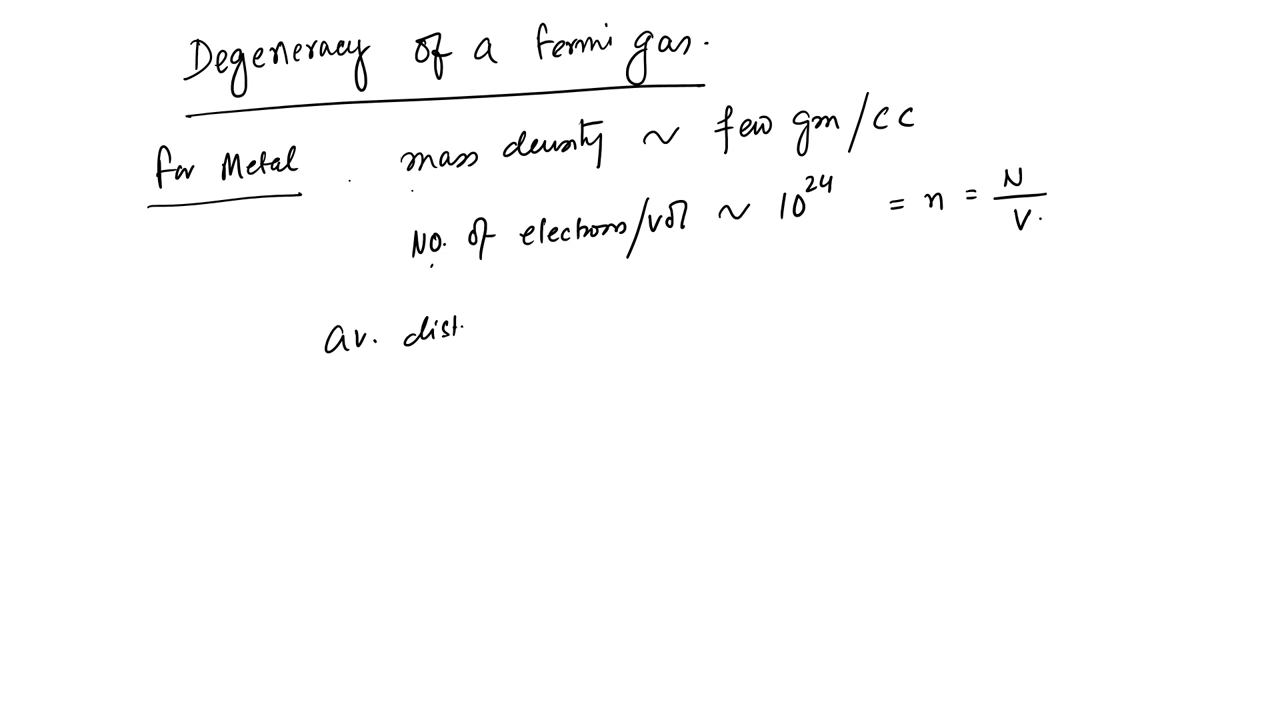 Degeneracy of a Fermi gas.
For Metal mass density ~ few gm/cc
No. of electrons/vol ~ 10^24 = n = N/V.
av. dist.